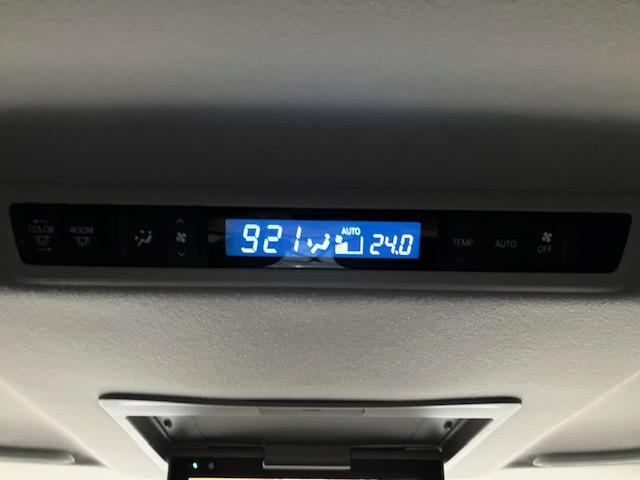 COLOR
ROOM
921
AUTO
24.0
TEMP
AUTO
OFF